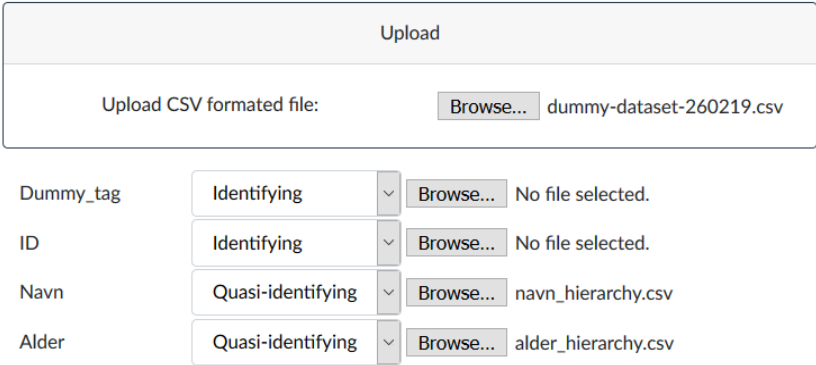 Upload
Upload CSV formated file: Browse... dummy-dataset-260219.csv
Dummy_tag Identifying Browse... No file selected.
ID Identifying Browse... No file selected.
Navn Quasi-identifying Browse... navn_hierarchy.csv
Alder Quasi-identifying Browse... alder_hierarchy.csv